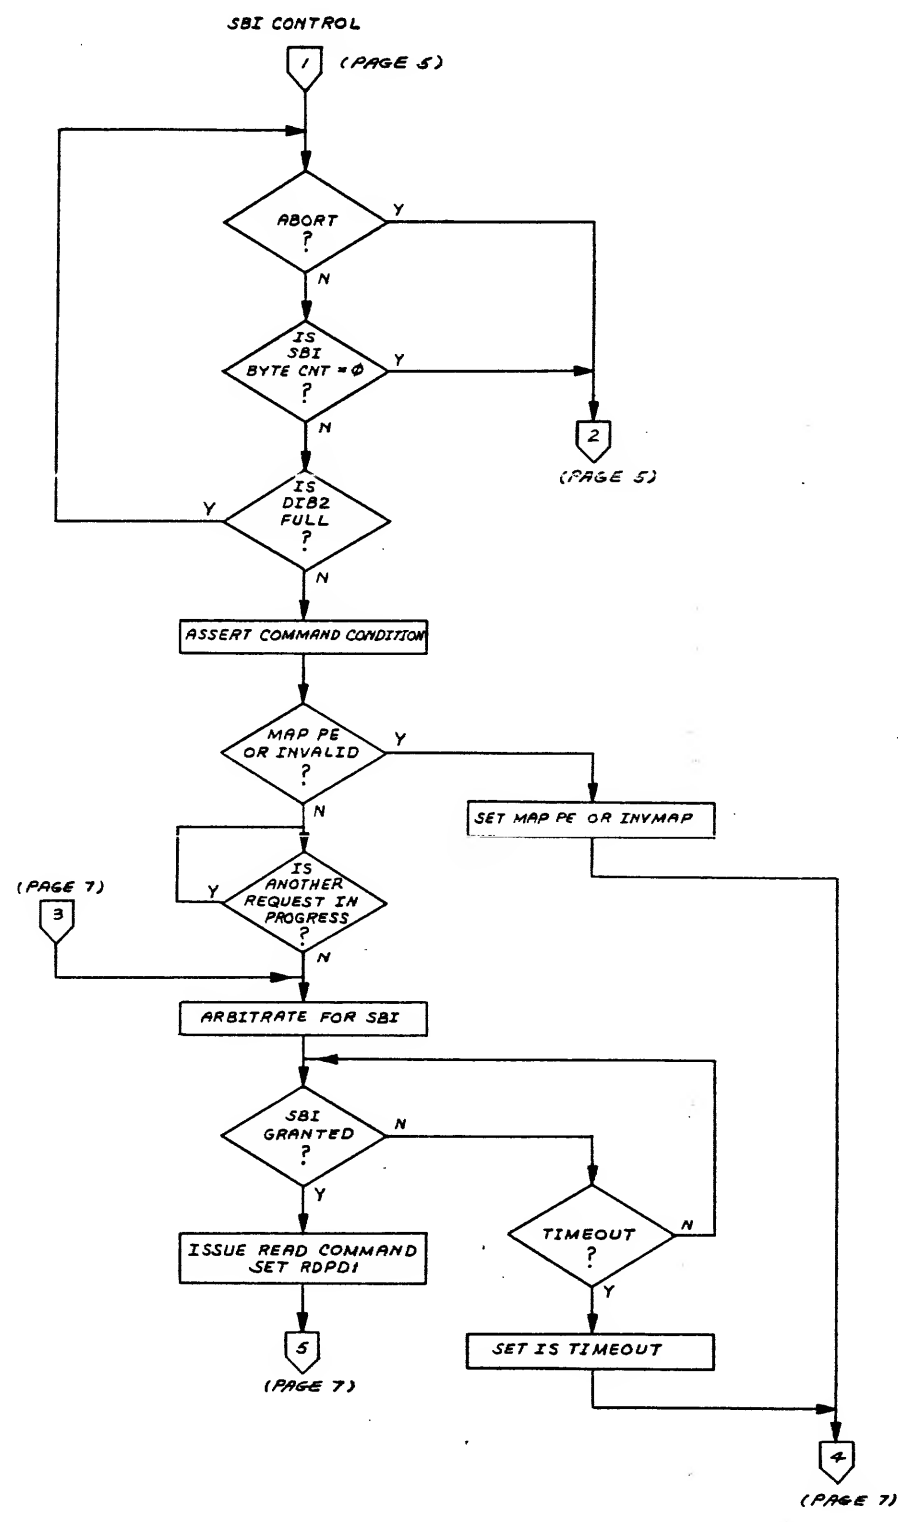 SBI CONTROL
1 (PAGE 5)
ABORT
?
Y
N
IS
SBI
BYTE CNT = Ø
?
Y
N
2
(PAGE 5)
IS
DIB2
FULL
?
Y
N
ASSERT COMMAND CONDITION
MAP PE
OR INVALID
?
Y
N
SET MAP PE OR INVMAP
IS
ANOTHER
REQUEST IN
PROGRESS
?
Y
N
(PAGE 7)
3
ARBITRATE FOR SBI
SBI
GRANTED
?
N
Y
TIMEOUT
?
N
Y
ISSUE READ COMMAND
SET RDPD1
5
(PAGE 7)
SET IS TIMEOUT
4
(PAGE 7)